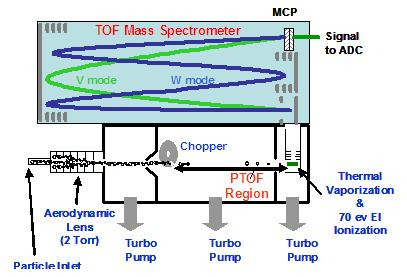 MCP
TOF Mass Spectrometer
Signal
to ADC
V mode
W mode
Chopper
PTOF
Region
Thermal
Vaporization
&
70 ev EI
Ionization
Aerodynamic
Lens
(2 Torr)
Particle Inlet
Turbo
Pump
Turbo
Pump
Turbo
Pump